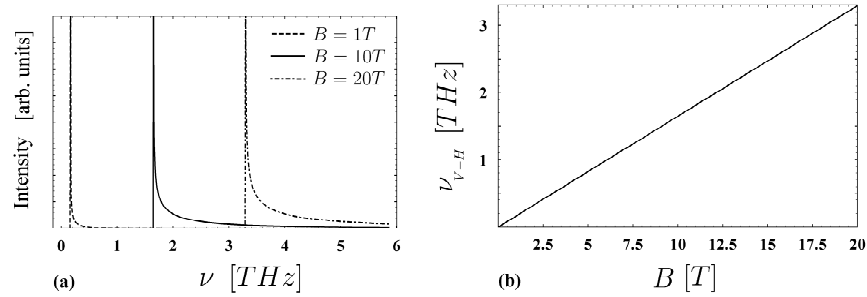 Intensity [arb. units]
B = 1T
B = 10T
B = 20T
0 1 2 3 4 5 6
(a)
ν [THz]
ν_{V-H} [THz]
3
2
1
2.5 5 7.5 10 12.5 15 17.5 20
(b)
B [T]